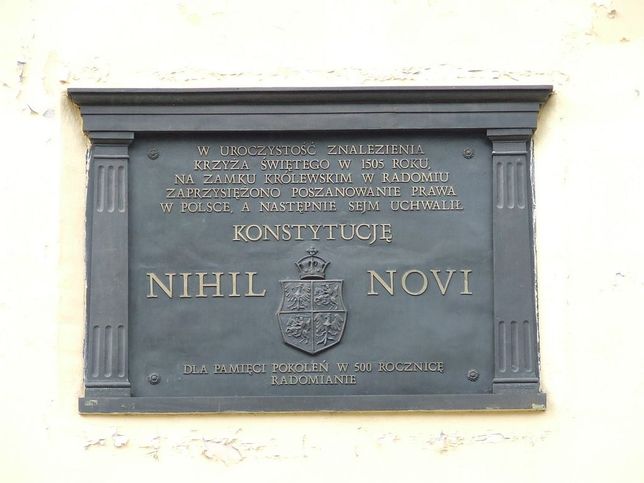 W UROCZYSTOŚĆ ZNALEZIENIA
KRZYŻA ŚWIĘTEGO W 1505 ROKU,
NA ZAMKU KRÓLEWSKIM W RADOMIU
ZAPRZYSIĘŻONO POSZANOWANIE PRAWA
W POLSCE, A NASTĘPNIE SEJM UCHWALIŁ
KONSTYTUCJĘ
NIHIL NOVI
DLA PAMIĘCI POKOLEŃ W 500 ROCZNICĘ
RADOMIANIE